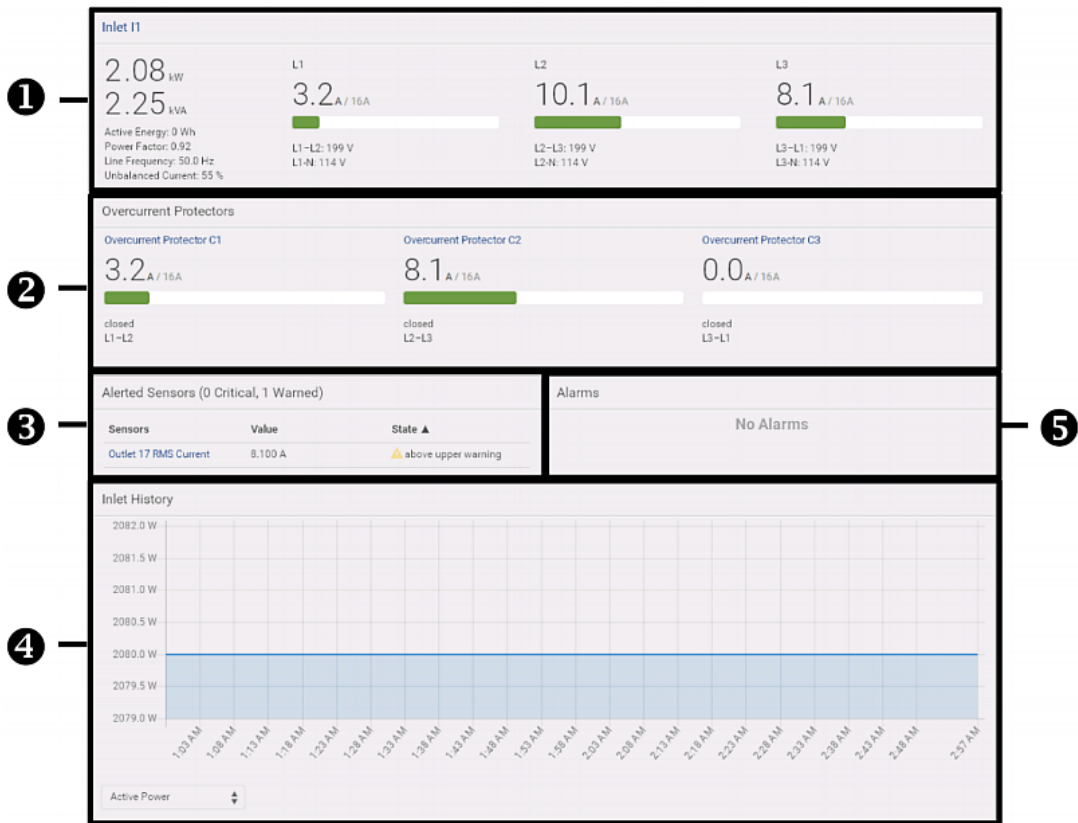 Inlet I1
2.08 kW
2.25 kVA
Active Energy: 0 Wh
Power Factor: 0.92
Line Frequency: 50.0 Hz
Unbalanced Current: 55 %
L1
3.2 A / 16A
L1-L2: 199 V
L1-N: 114 V
L2
10.1 A / 16A
L2-L3: 199 V
L2-N: 114 V
L3
8.1 A / 16A
L3-L1: 199 V
L3-N: 114 V
1
Overcurrent Protectors
Overcurrent Protector C1
3.2 A / 16A
closed
L1-L2
Overcurrent Protector C2
8.1 A / 16A
closed
L2-L3
Overcurrent Protector C3
0.0 A / 16A
closed
L3-L1
2
Alerted Sensors (0 Critical, 1 Warned)
Sensors Value State ▲
Outlet 17 RMS Current 8.100 A above upper warning
3
Alarms
No Alarms
5
Inlet History
2082.0 W
2081.5 W
2081.0 W
2080.5 W
2080.0 W
2079.5 W
2079.0 W
4
1:03 AM
1:08 AM
1:13 AM
1:18 AM
1:23 AM
1:28 AM
1:33 AM
1:38 AM
1:43 AM
1:48 AM
1:53 AM
1:58 AM
2:03 AM
2:08 AM
2:13 AM
2:18 AM
2:23 AM
2:28 AM
2:33 AM
2:38 AM
2:43 AM
2:48 AM
2:57 AM
Active Power